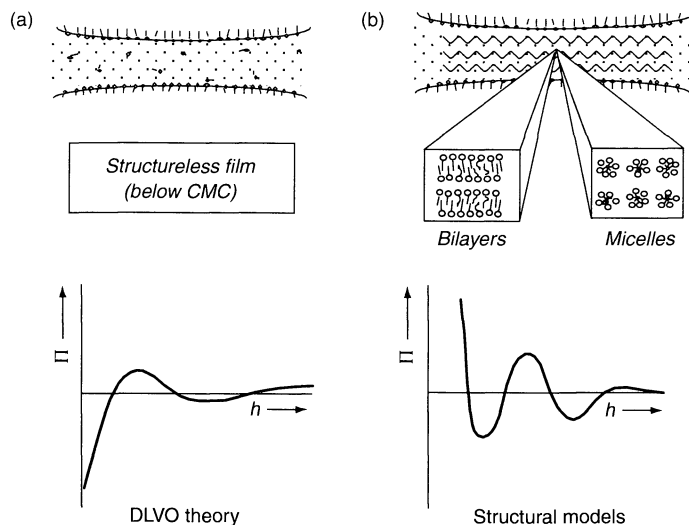 (a)
Structureless film
(below CMC)
Π
h
DLVO theory
(b)
Bilayers
Micelles
Π
h
Structural models